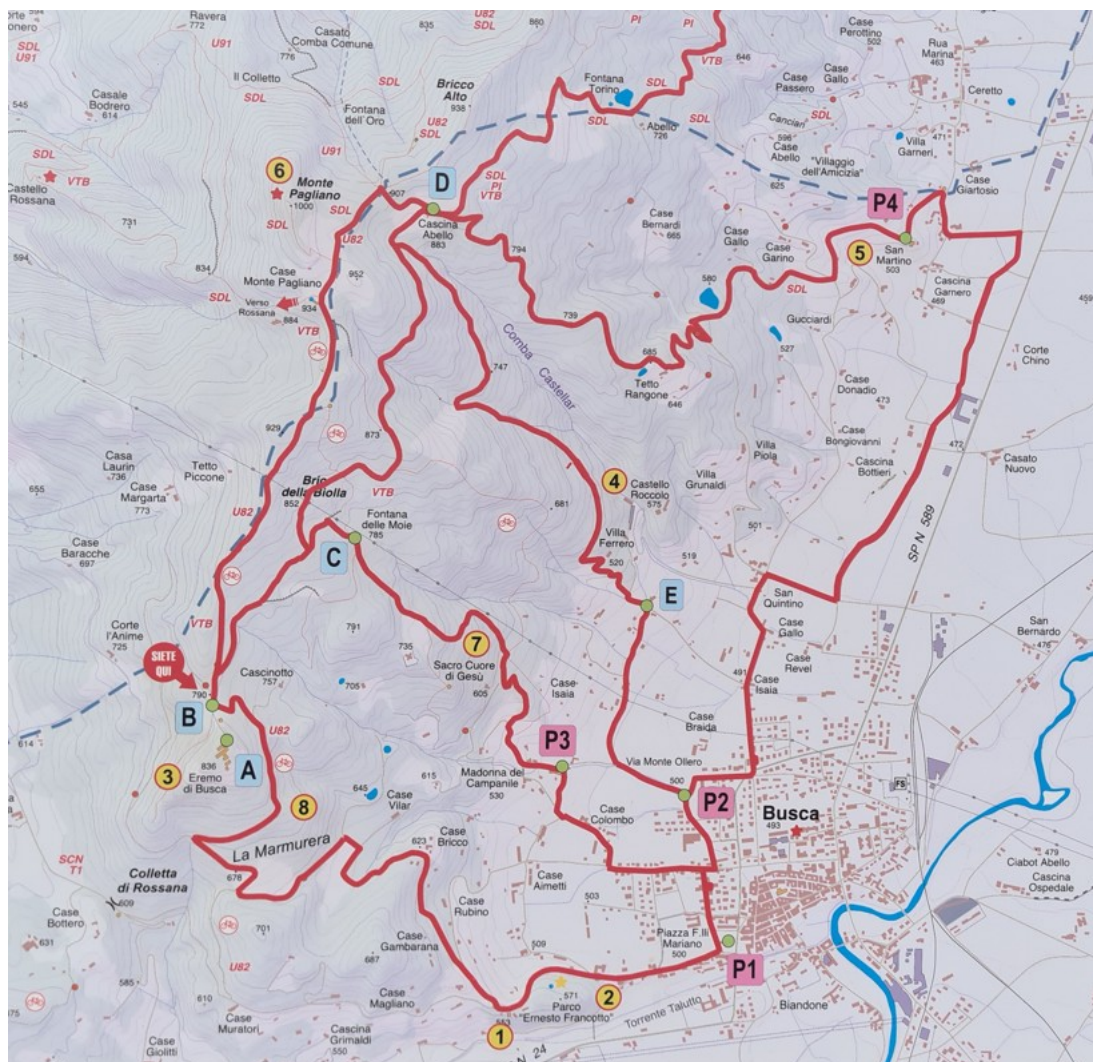 Ravera
772
U91
SDL
U91
Casato
Comba Comune
776
835
U82
SDL
860
PI
PI
VTB
646
Case
Perottino
502
Rua
Marina
463
Case
Gallo
Case
Passero
Ceretto
Il Colletto
SDL
545
Casale
Bodrero
614
Bricco
Alto
938
Fontana
dell'Oro
U82
SDL
Fontana
Torino
SDL
SDL
Abello
726
SDL
Cancian
596
SDL
Case
Abello
"Villaggio
dell'Amicizia"
625
471
Villa
Garneri
Case
Giartosio
SDL
VTB
Castello
Rossana
U91
6
Monte
Pagliano
1000
SDL
SDL
U82
907
D
Cascina
Abello
883
SDL
PI
VTB
P4
5
San
Martino
503
731
594
834
Case
Monte Pagliano
952
SDL
Verso
Rossana
934
884
VTB
794
Case
Bernardi
665
Case
Gallo
Case
Garino
580
SDL
Cascina
Garnero
469
459
739
Gucciardi
527
Comba Castellar
747
685
Tetto
Rangone
646
Corte
Chino
Case
Donadio
473
929
873
Case
Bongiovanni
472
Casa
Laurin
736
Tetto
Piccone
Case
Margarta
773
655
Villa
Piola
Cascina
Bottieri
Casato
Nuovo
4
Castello
Roccolo
575
Villa
Grunaldi
Bric
della Biolla
852
VTB
U82
Fontana
delle Moie
785
681
501
SP N 589
Case
Baracche
697
C
Villa
Ferrero
520
519
E
San
Quintino
Case
Gallo
San
Bernardo
476
Corte
l'Anime
725
VTB
791
735
7
Sacro Cuore
di Gesù
605
Case
Revel
SIETE
QUI
Cascinotto
757
705
Case
Isaia
491
Case
Isaia
790
B
U82
Case
Braida
614
3
836
Eremo
di Busca
A
P3
Madonna del
Campanile
530
Via Monte Ollero
500
P2
FS
8
645
Case
Vilar
615
Case
Colombo
Busca
493
La Marmurera
623
Case
Bricco
479
Ciabot Abello
Cascina
Ospedale
SCN
T1
Colletta
di Rossana
609
678
Case
Aimetti
503
Case
Bottero
631
701
Case
Rubino
Case
Gambarana
509
Piazza F.lli
Mariano
500
P1
U82
687
585
610
Case
Magliano
571
Parco
"Ernesto Francotto"
2
Torrente Talutto
Biandone
Case
Muratori
Case
Giolitti
Cascina
Grimaldi
550
1
N 24